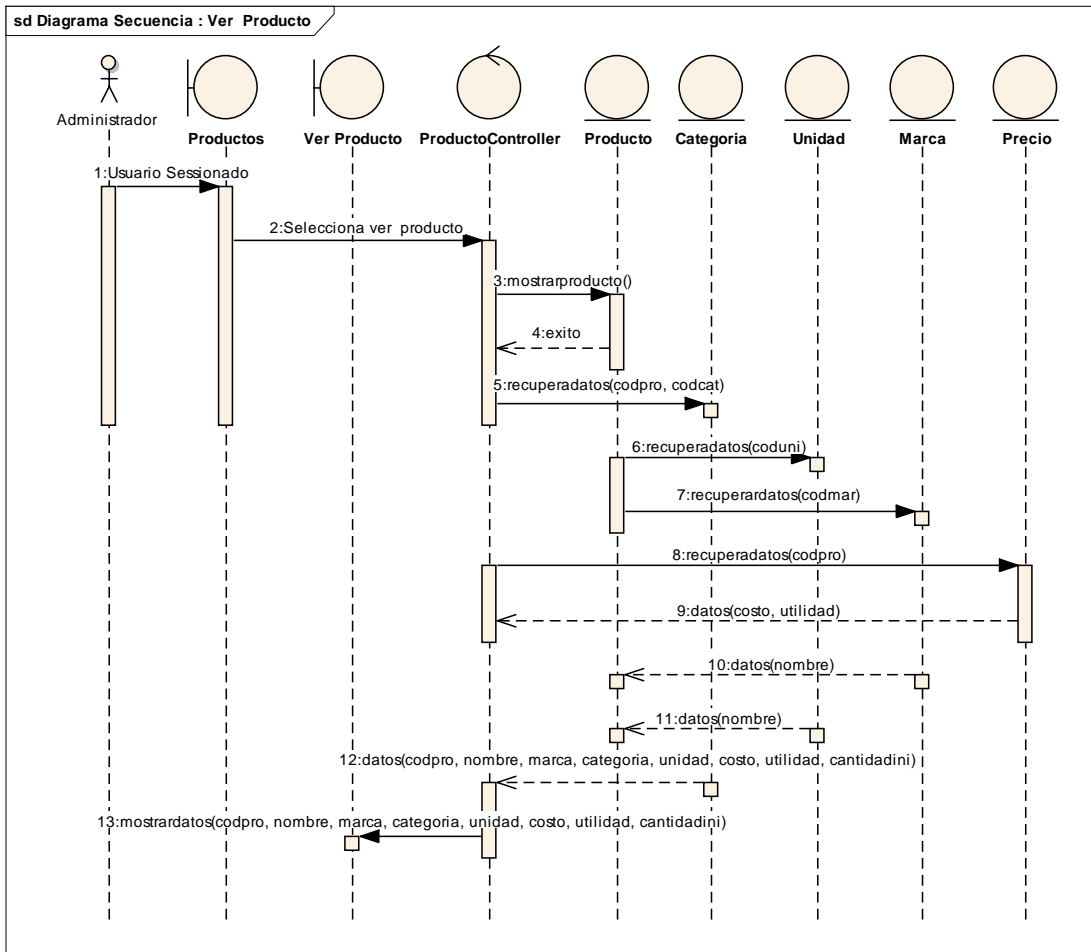 sd Diagrama Secuencia : Ver Producto
Administrador
Productos
Ver Producto
ProductoController
Producto
Categoria
Unidad
Marca
Precio
1:Usuario Sessionado
2:Selecciona ver producto
3:mostrarproducto()
4:exito
5:recuperadatos(codpro, codcat)
6:recuperadatos(coduni)
7:recuperardatos(codmar)
8:recuperadatos(codpro)
9:datos(costo, utilidad)
10:datos(nombre)
11:datos(nombre)
12:datos(codpro, nombre, marca, categoria, unidad, costo, utilidad, cantidadini)
13:mostrardatos(codpro, nombre, marca, categoria, unidad, costo, utilidad, cantidadini)